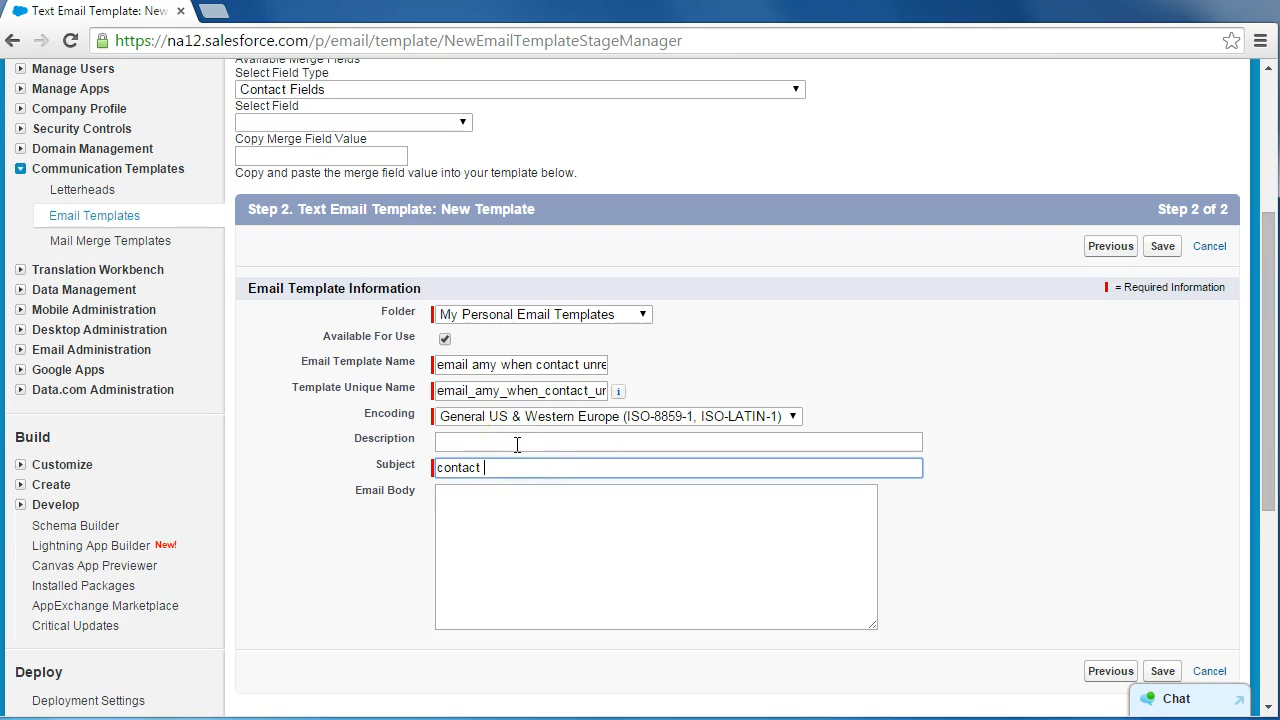 Text Email Template: New
https://na12.salesforce.com/p/email/template/NewEmailTemplateStageManager
Manage Users
Manage Apps
Company Profile
Security Controls
Domain Management
Communication Templates
Letterheads
Email Templates
Mail Merge Templates
Translation Workbench
Data Management
Mobile Administration
Desktop Administration
Email Administration
Google Apps
Data.com Administration
Build
Customize
Create
Develop
Schema Builder
Lightning App Builder New!
Canvas App Previewer
Installed Packages
AppExchange Marketplace
Critical Updates
Deploy
Deployment Settings
Available Merge Fields
Select Field Type
Contact Fields
Select Field
Copy Merge Field Value
Copy and paste the merge field value into your template below.
Step 2. Text Email Template: New Template Step 2 of 2
Previous Save Cancel
Email Template Information = Required Information
Folder My Personal Email Templates
Available For Use
Email Template Name email amy when contact unre
Template Unique Name email_amy_when_contact_ur i
Encoding General US & Western Europe (ISO-8859-1, ISO-LATIN-1)
Description
Subject contact
Email Body
Previous Save Cancel
Chat